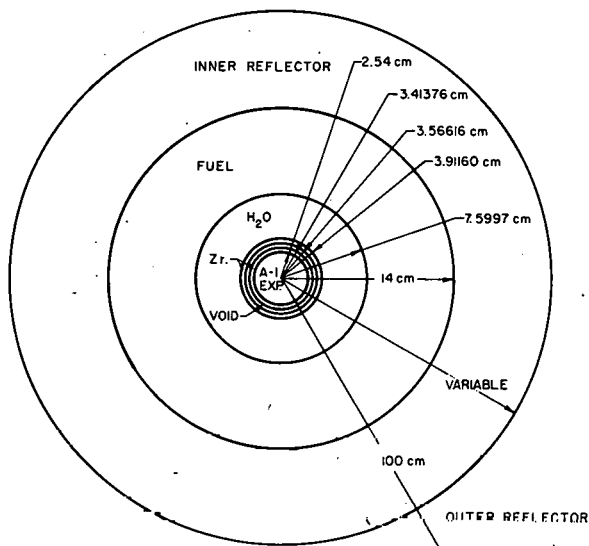 INNER REFLECTOR
2.54 cm
3.41376 cm
3.56616 cm
3.91160 cm
FUEL
H2O
7.5997 cm
Zr.
A-1
EXP.
14 cm
VOID
VARIABLE
100 cm
OUTER REFLECTOR